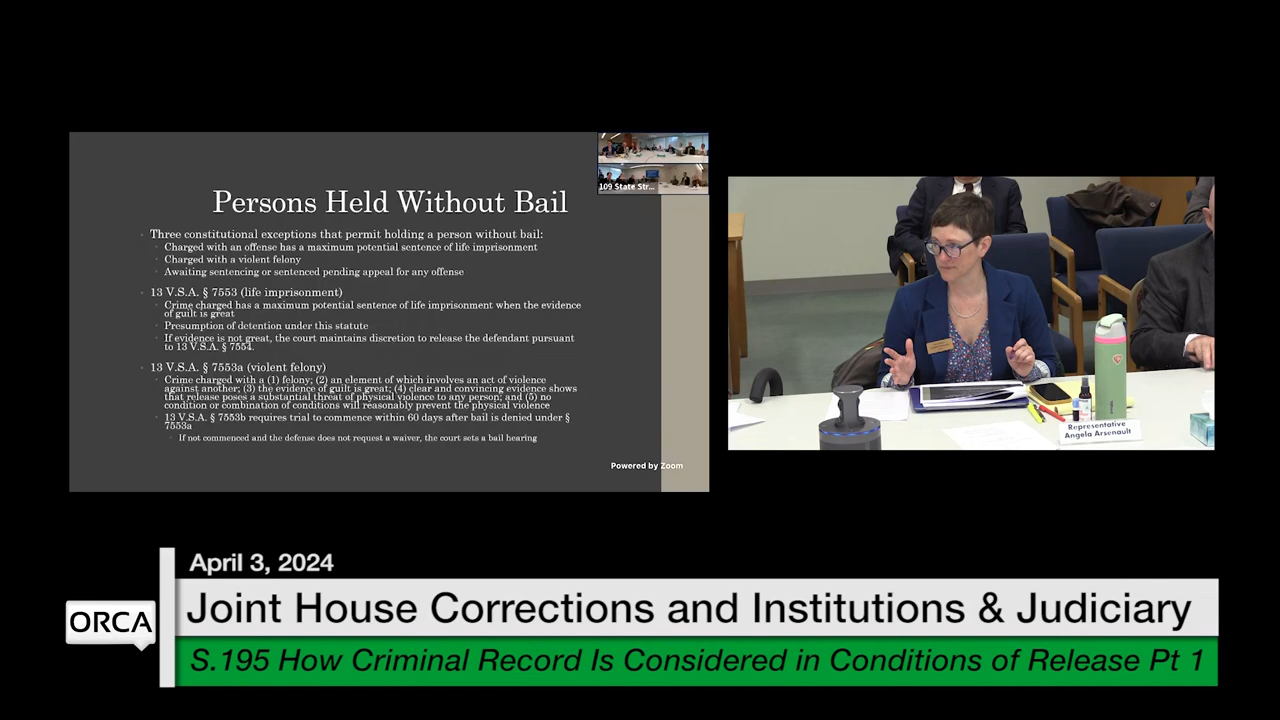 109 State Str...
Persons Held Without Bail
Three constitutional exceptions that permit holding a person without bail:
Charged with an offense has a maximum potential sentence of life imprisonment
Charged with a violent felony
Awaiting sentencing or sentenced pending appeal for any offense
13 V.S.A. § 7553 (life imprisonment)
Crime charged has a maximum potential sentence of life imprisonment when the evidence
of guilt is great
Presumption of detention under this statute
If evidence is not great, the court maintains discretion to release the defendant pursuant
to 13 V.S.A. § 7554.
13 V.S.A. § 7553a (violent felony)
Crime charged with a (1) felony; (2) an element of which involves an act of violence
against another; (3) the evidence of guilt is great; (4) clear and convincing evidence shows
that release poses a substantial threat of physical violence to any person; and (5) no
condition or combination of conditions will reasonably prevent the physical violence
13 V.S.A. § 7553b requires trial to commence within 60 days after bail is denied under §
7553a
If not commenced and the defense does not request a waiver, the court sets a bail hearing
Powered by Zoom
Representative
Angela Arsenault
April 3, 2024
ORCA
Joint House Corrections and Institutions & Judiciary
S.195 How Criminal Record Is Considered in Conditions of Release Pt 1